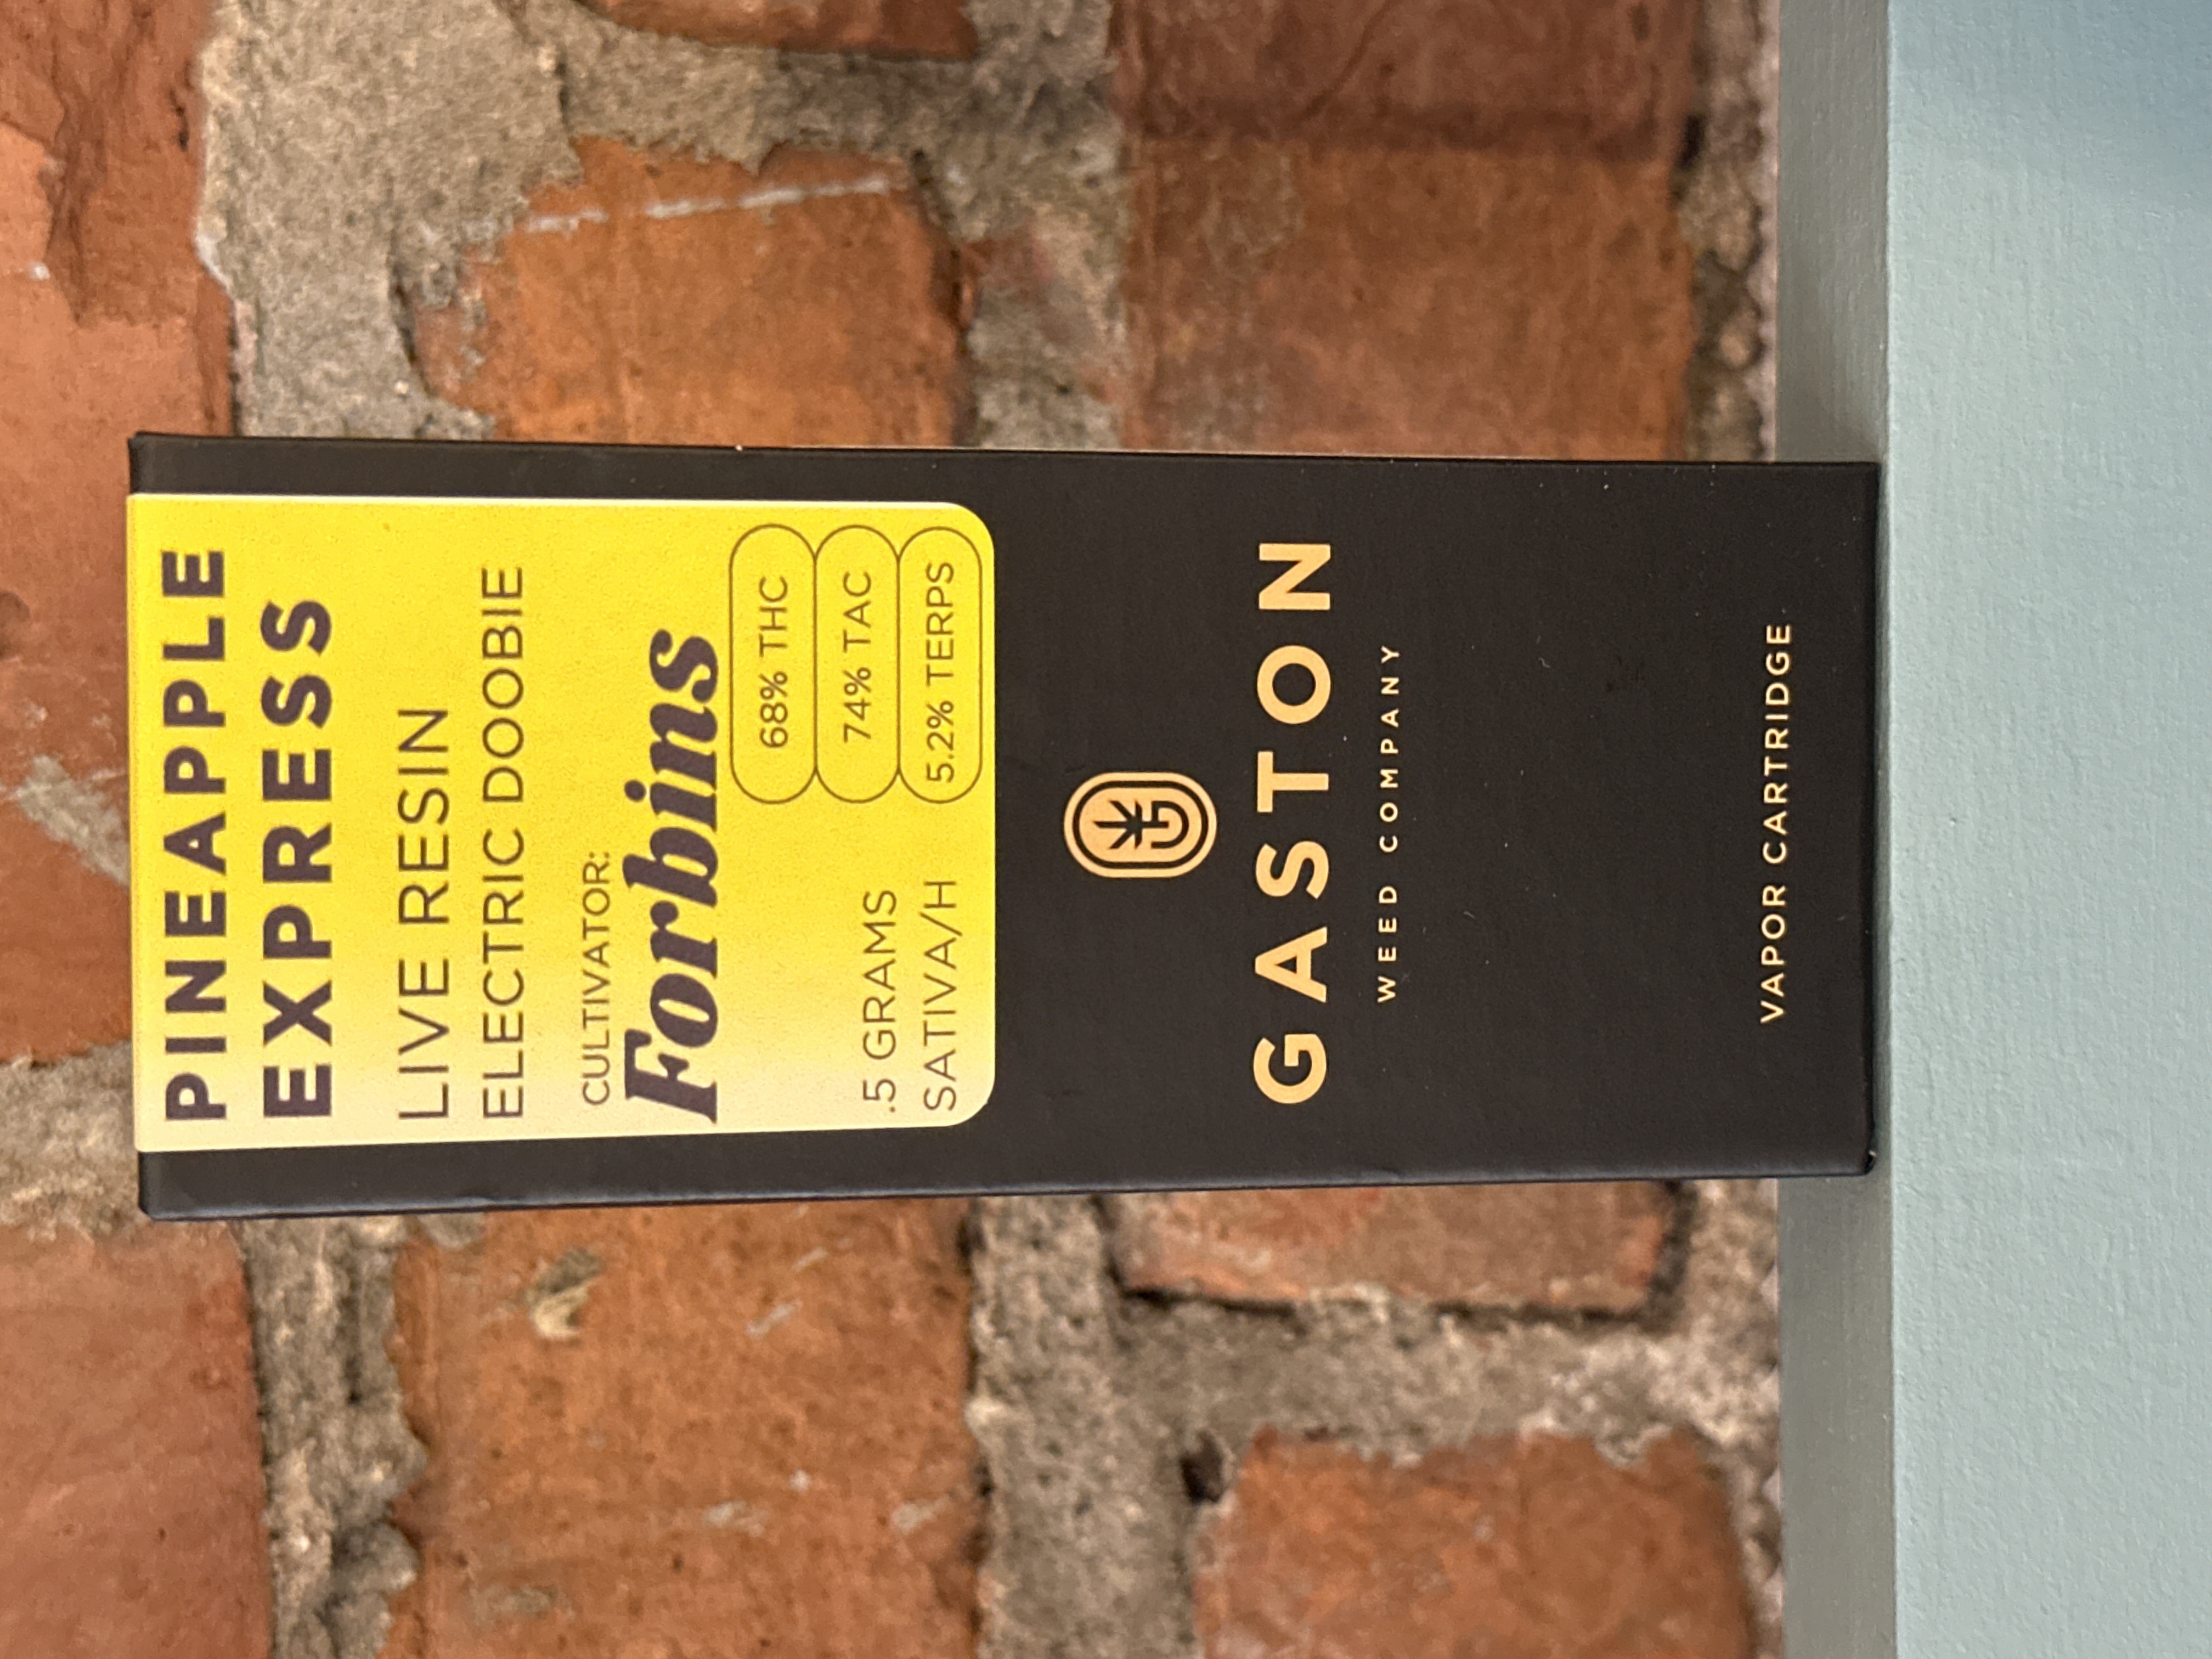 PINEAPPLE
EXPRESS
LIVE RESIN
ELECTRIC DOOBIE
CULTIVATOR:
Forbins
68% THC
74% TAC
5.2% TERPS
.5 GRAMS
SATIVA/H
GASTON
WEED COMPANY
VAPOR CARTRIDGE